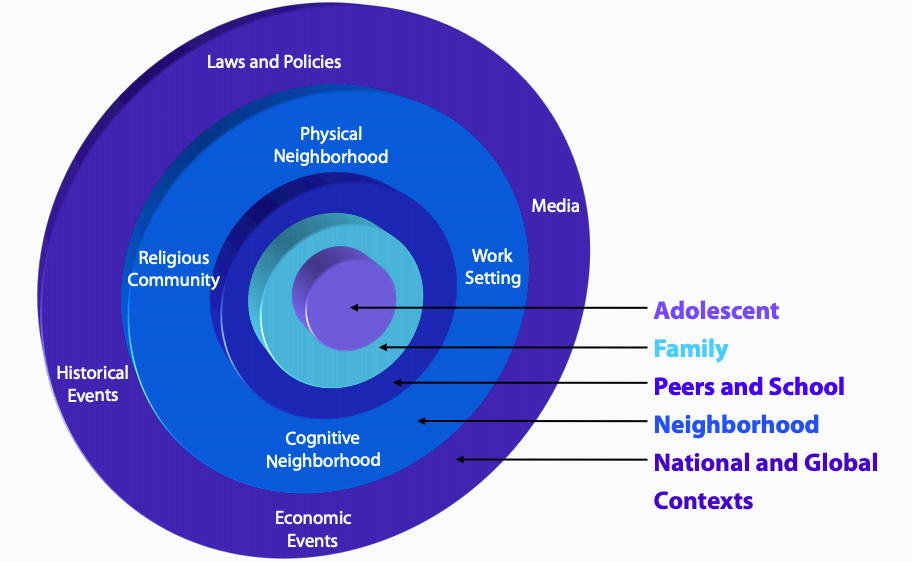 Laws and Policies
Physical
Neighborhood
Media
Religious
Community
Work
Setting
Adolescent
Family
Historical
Events
Peers and School
Neighborhood
Cognitive
Neighborhood
National and Global
Contexts
Economic
Events